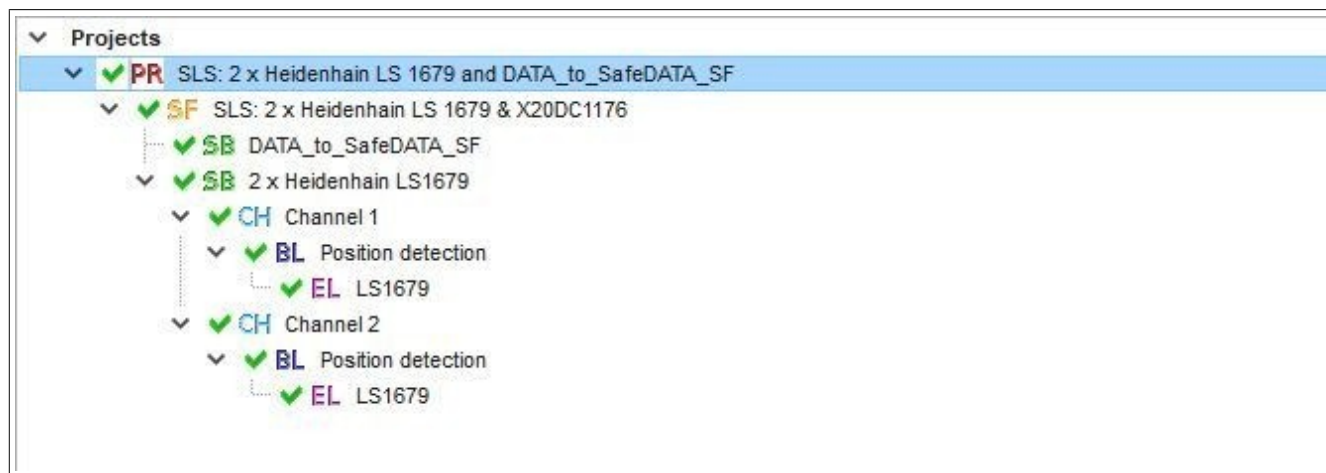 Projects
PR SLS: 2 x Heidenhain LS 1679 and DATA_to_SafeDATA_SF
SF SLS: 2 x Heidenhain LS 1679 & X20DC1176
SB DATA_to_SafeDATA_SF
SB 2 x Heidenhain LS1679
CH Channel 1
BL Position detection
EL LS1679
CH Channel 2
BL Position detection
EL LS1679